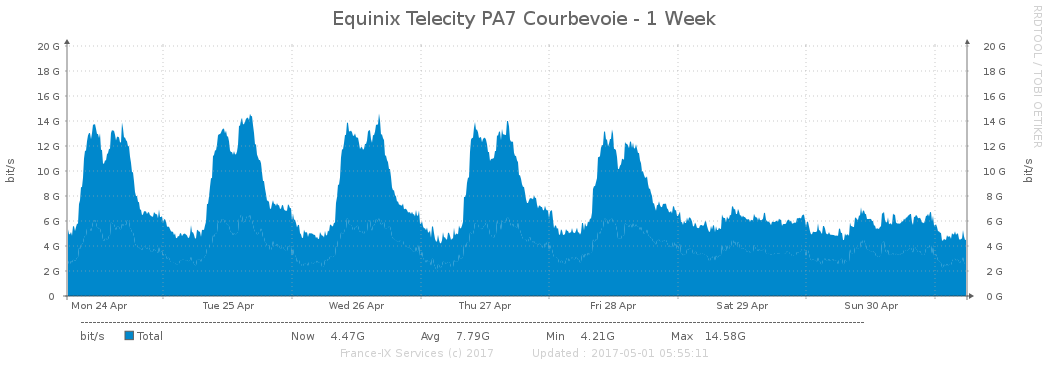 Equinix Telecity PA7 Courbevoie - 1 Week
RRDTOOL / TOBI OETIKER
bit/s
20 G
18 G
16 G
14 G
12 G
10 G
8 G
6 G
4 G
2 G
0
20 G
18 G
16 G
14 G
12 G
10 G
8 G
6 G
4 G
2 G
0 G
bit/s
Mon 24 Apr Tue 25 Apr Wed 26 Apr Thu 27 Apr Fri 28 Apr Sat 29 Apr Sun 30 Apr
bit/s Total Now 4.47G Avg 7.79G Min 4.21G Max 14.58G
France-IX Services (c) 2017 Updated : 2017-05-01 05:55:11